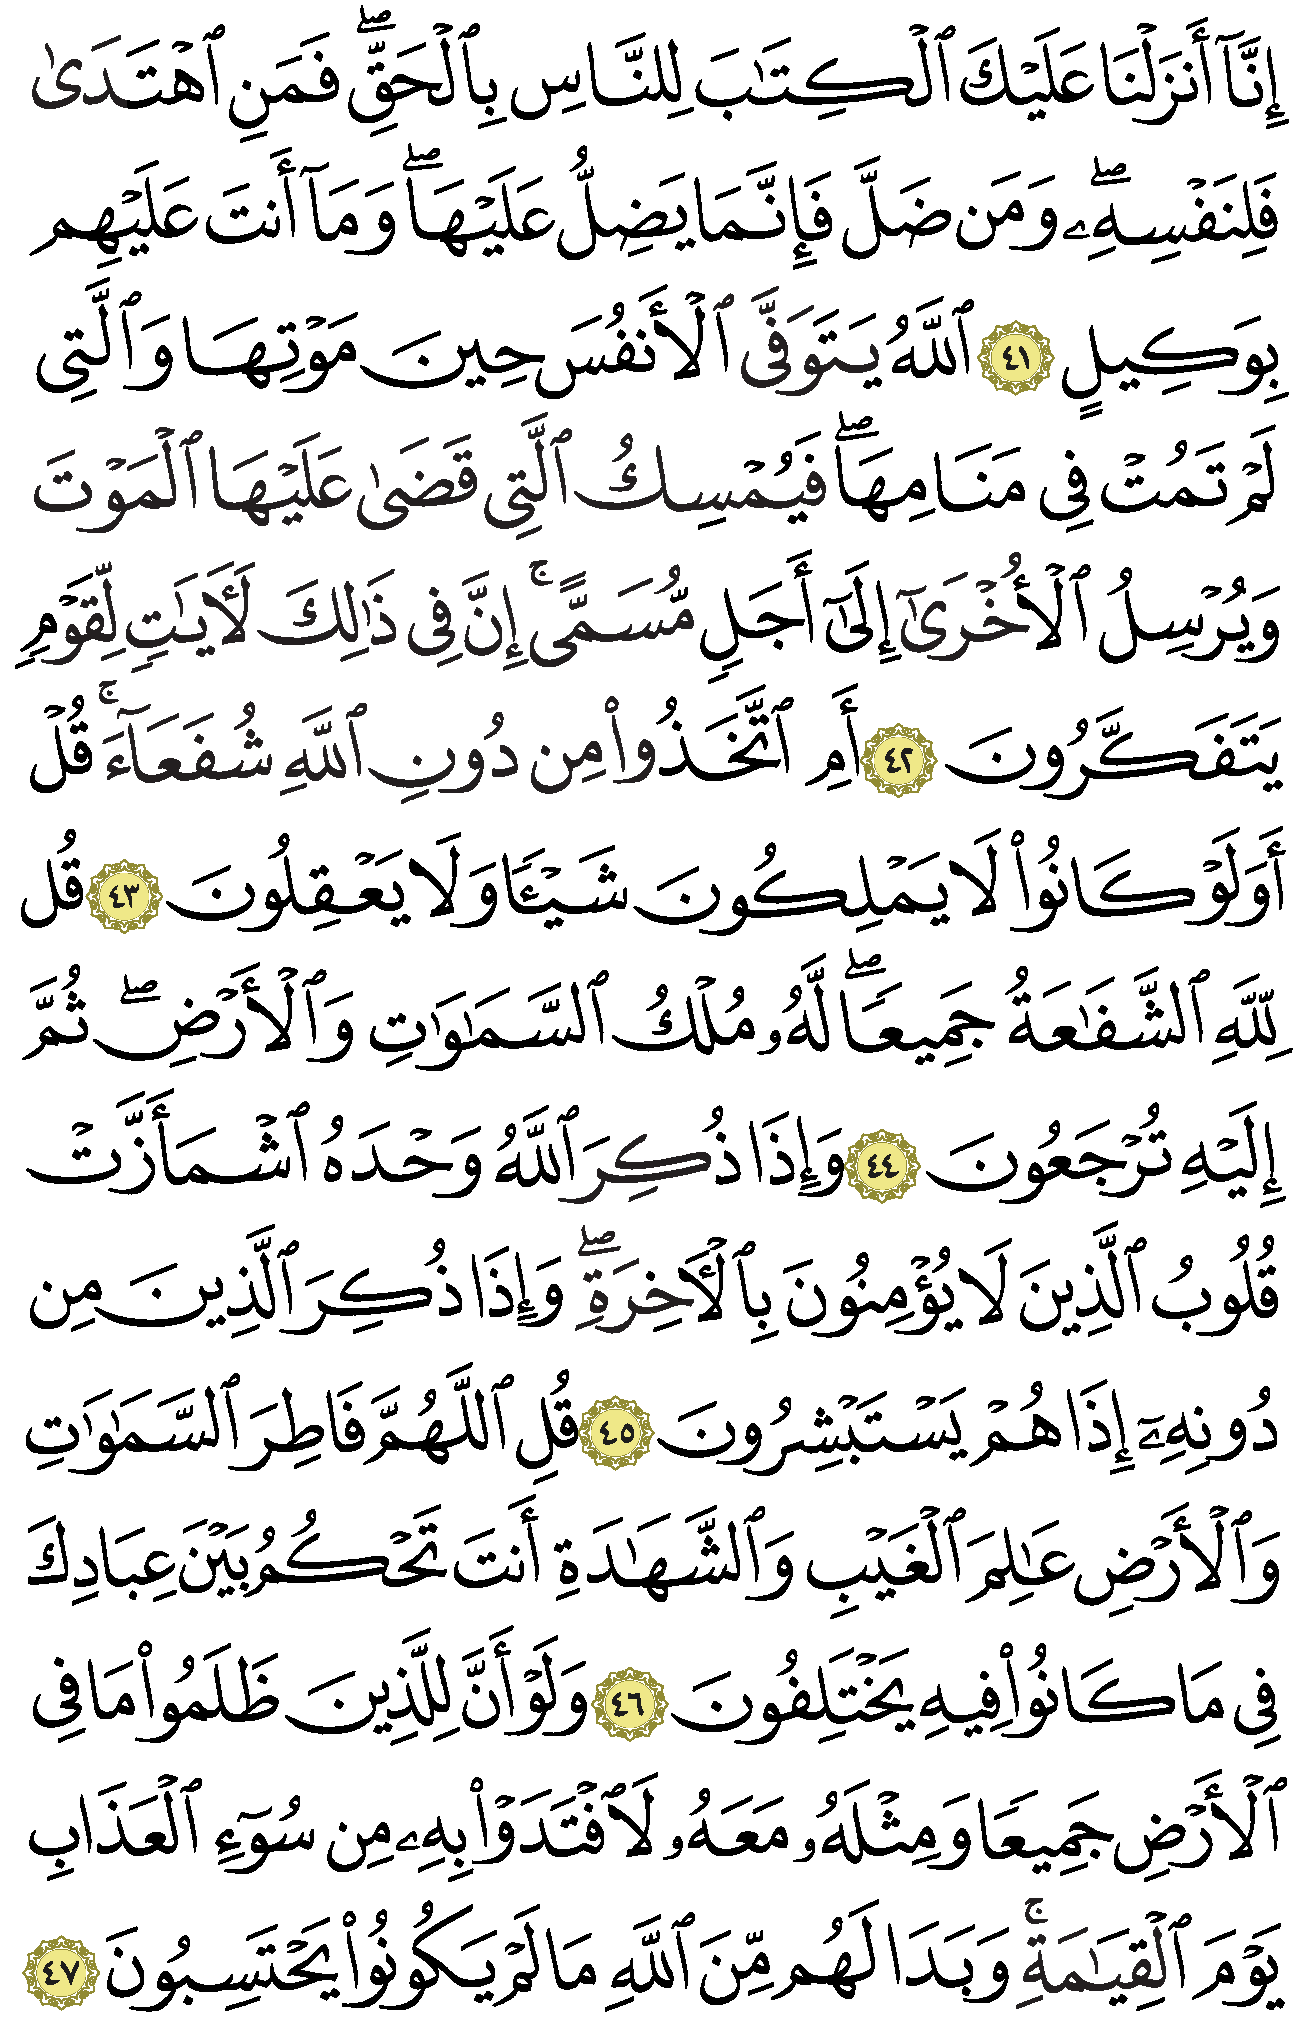 إِنَّآ أَنزَلْنَا عَلَيْكَ ٱلْكِتَٰبَ لِلنَّاسِ بِٱلْحَقِّ ۖ فَمَنِ ٱهْتَدَىٰ
فَلِنَفْسِهِۦ ۖ وَمَن ضَلَّ فَإِنَّمَا يَضِلُّ عَلَيْهَا ۖ وَمَآ أَنتَ عَلَيْهِم
بِوَكِيلٍ ٤١ ٱللَّهُ يَتَوَفَّى ٱلْأَنفُسَ حِينَ مَوْتِهَا وَٱلَّتِى
لَمْ تَمُتْ فِى مَنَامِهَا ۖ فَيُمْسِكُ ٱلَّتِى قَضَىٰ عَلَيْهَا ٱلْمَوْتَ
وَيُرْسِلُ ٱلْأُخْرَىٰٓ إِلَىٰٓ أَجَلٍ مُّسَمًّى ۚ إِنَّ فِى ذَٰلِكَ لَءَايَٰتٍ لِّقَوْمٍ
يَتَفَكَّرُونَ ٤٢ أَمِ ٱتَّخَذُوا۟ مِن دُونِ ٱللَّهِ شُفَعَآءَ ۚ قُلْ
أَوَلَوْ كَانُوا۟ لَا يَمْلِكُونَ شَيْـًٔا وَلَا يَعْقِلُونَ ٤٣ قُل
لِّلَّهِ ٱلشَّفَٰعَةُ جَمِيعًا ۖ لَّهُۥ مُلْكُ ٱلسَّمَٰوَٰتِ وَٱلْأَرْضِ ۖ ثُمَّ
إِلَيْهِ تُرْجَعُونَ ٤٤ وَإِذَا ذُكِرَ ٱللَّهُ وَحْدَهُ ٱشْمَأَزَّتْ
قُلُوبُ ٱلَّذِينَ لَا يُؤْمِنُونَ بِٱلْءَاخِرَةِ ۖ وَإِذَا ذُكِرَ ٱلَّذِينَ مِن
دُونِهِۦٓ إِذَا هُمْ يَسْتَبْشِرُونَ ٤٥ قُلِ ٱللَّهُمَّ فَاطِرَ ٱلسَّمَٰوَٰتِ
وَٱلْأَرْضِ عَٰلِمَ ٱلْغَيْبِ وَٱلشَّهَٰدَةِ أَنتَ تَحْكُمُ بَيْنَ عِبَادِكَ
فِى مَا كَانُوا۟ فِيهِ يَخْتَلِفُونَ ٤٦ وَلَوْ أَنَّ لِلَّذِينَ ظَلَمُوا۟ مَا فِى
ٱلْأَرْضِ جَمِيعًا وَمِثْلَهُۥ مَعَهُۥ لَٱفْتَدَوْا۟ بِهِۦ مِن سُوٓءِ ٱلْعَذَابِ
يَوْمَ ٱلْقِيَٰمَةِ ۚ وَبَدَا لَهُم مِّنَ ٱللَّهِ مَا لَمْ يَكُونُوا۟ يَحْتَسِبُونَ ٤٧